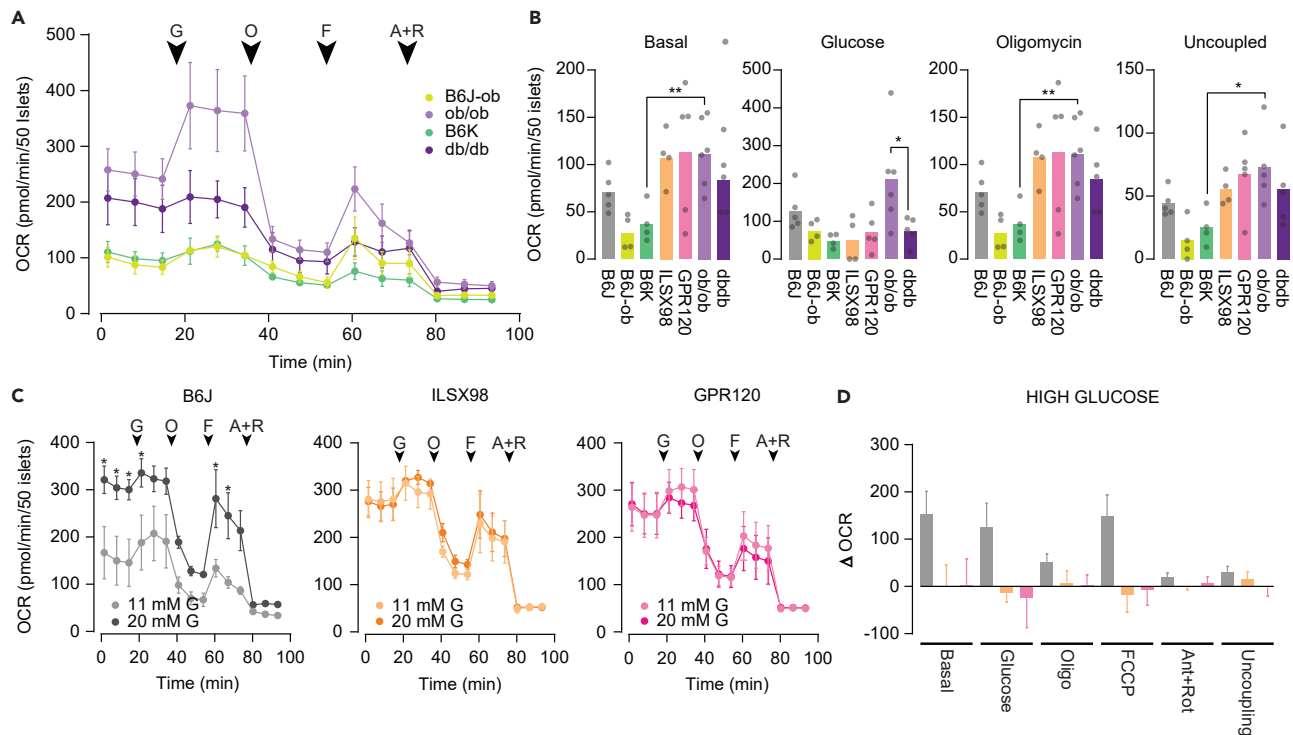 A
G O F A+R
500
400
300
200
100
0
OCR (pmol/min/50 islets)
B6J-ob
ob/ob
B6K
db/db
0 20 40 60 80 100
Time (min)
B
OCR (pmol/min/50 islets)
Basal
200
150
100
50
0
**
B6J
B6J-ob
B6K
ILSX98
GPR120
ob/ob
dbdb
Glucose
500
400
300
200
100
0
*
B6J
B6J-ob
B6K
ILSX98
GPR120
ob/ob
dbdb
Oligomycin
200
150
100
50
0
**
B6J
B6J-ob
B6K
ILSX98
GPR120
ob/ob
dbdb
Uncoupled
150
100
50
0
*
B6J
B6J-ob
B6K
ILSX98
GPR120
ob/ob
dbdb
C
OCR (pmol/min/50 islets)
B6J
G O F A+R
400
300
200
100
0
* * * * * *
11 mM G
20 mM G
0 20 40 60 80 100
Time (min)
ILSX98
G O F A+R
400
300
200
100
0
11 mM G
20 mM G
0 20 40 60 80 100
Time (min)
GPR120
G O F A+R
400
300
200
100
0
11 mM G
20 mM G
0 20 40 60 80 100
Time (min)
D
HIGH GLUCOSE
300
200
100
0
-100
Δ OCR
Basal
Glucose
Oligo
FCCP
Ant+Rot
Uncoupling